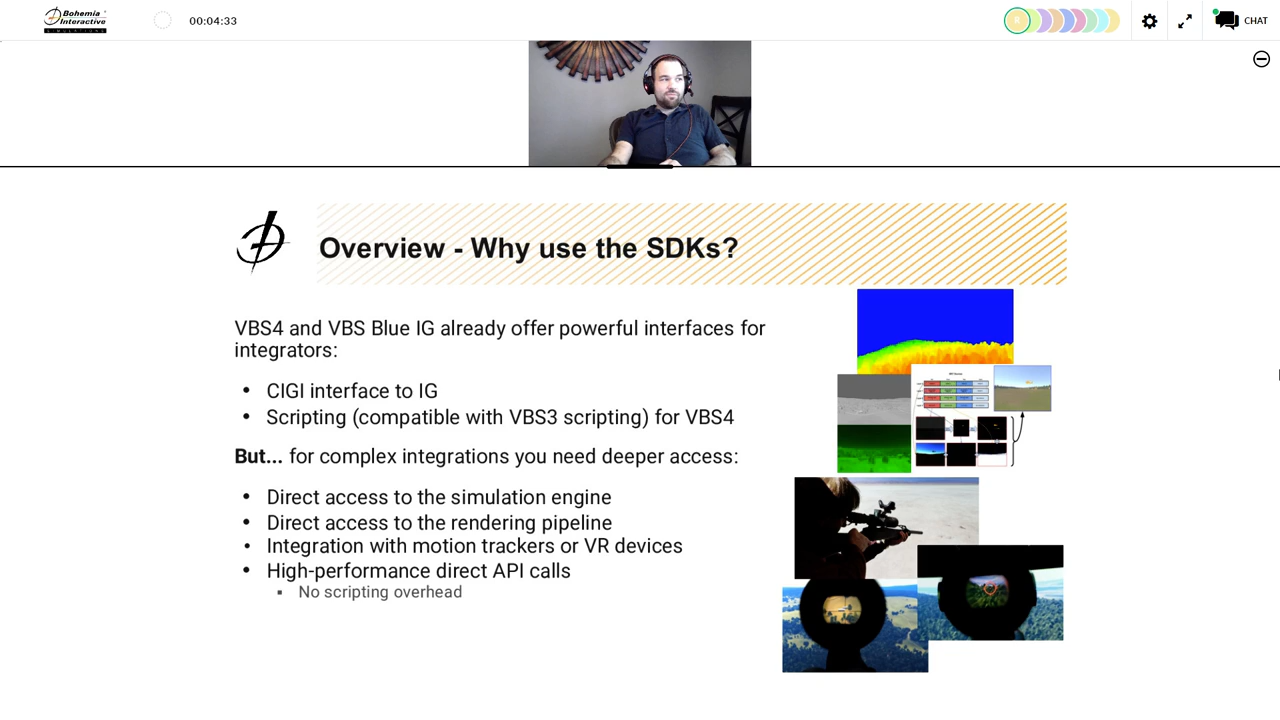 Bohemia
Interactive
SIMULATIONS
00:04:33
R
CHAT
Overview - Why use the SDKs?
VBS4 and VBS Blue IG already offer powerful interfaces for
integrators:
• CIGI interface to IG
• Scripting (compatible with VBS3 scripting) for VBS4
But... for complex integrations you need deeper access:
• Direct access to the simulation engine
• Direct access to the rendering pipeline
• Integration with motion trackers or VR devices
• High-performance direct API calls
▪ No scripting overhead